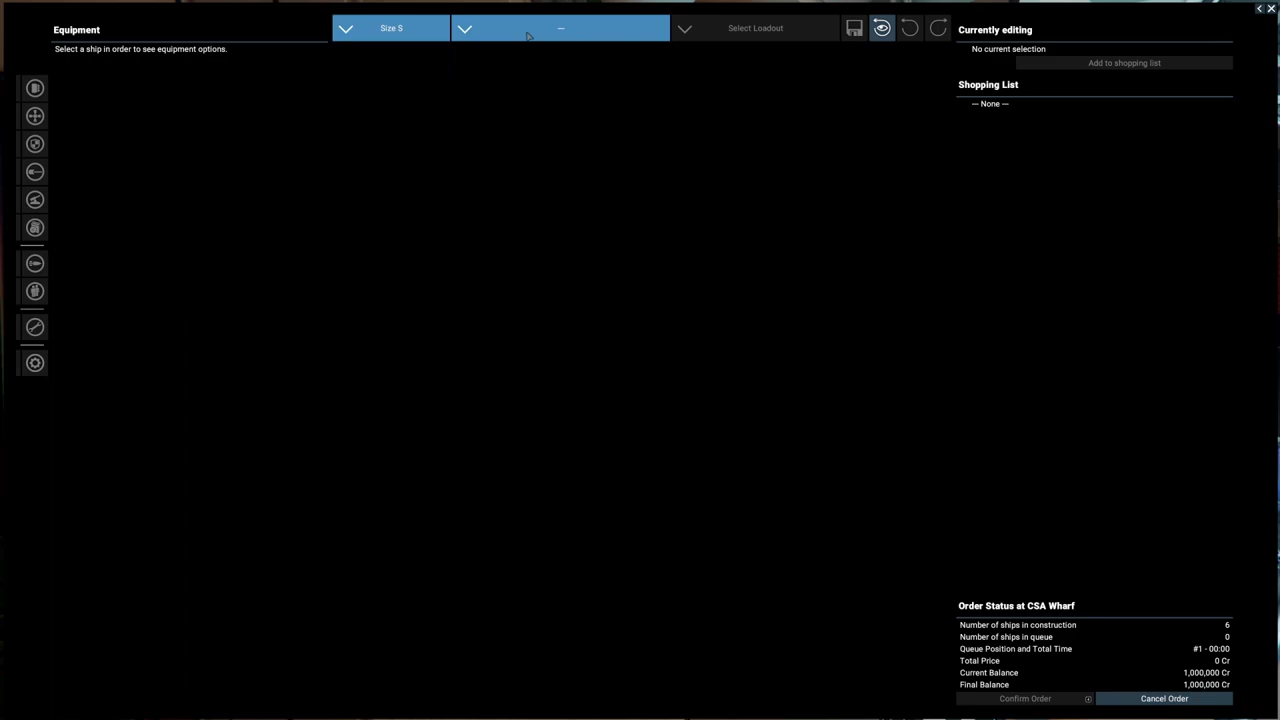 Equipment
Select a ship in order to see equipment options.
Size S
—
Select Loadout
Currently editing
No current selection
Add to shopping list
Shopping List
— None —
Order Status at CSA Wharf
Number of ships in construction 6
Number of ships in queue 0
Queue Position and Total Time #1 - 00:00
Total Price 0 Cr
Current Balance 1,000,000 Cr
Final Balance 1,000,000 Cr
Confirm Order
Cancel Order